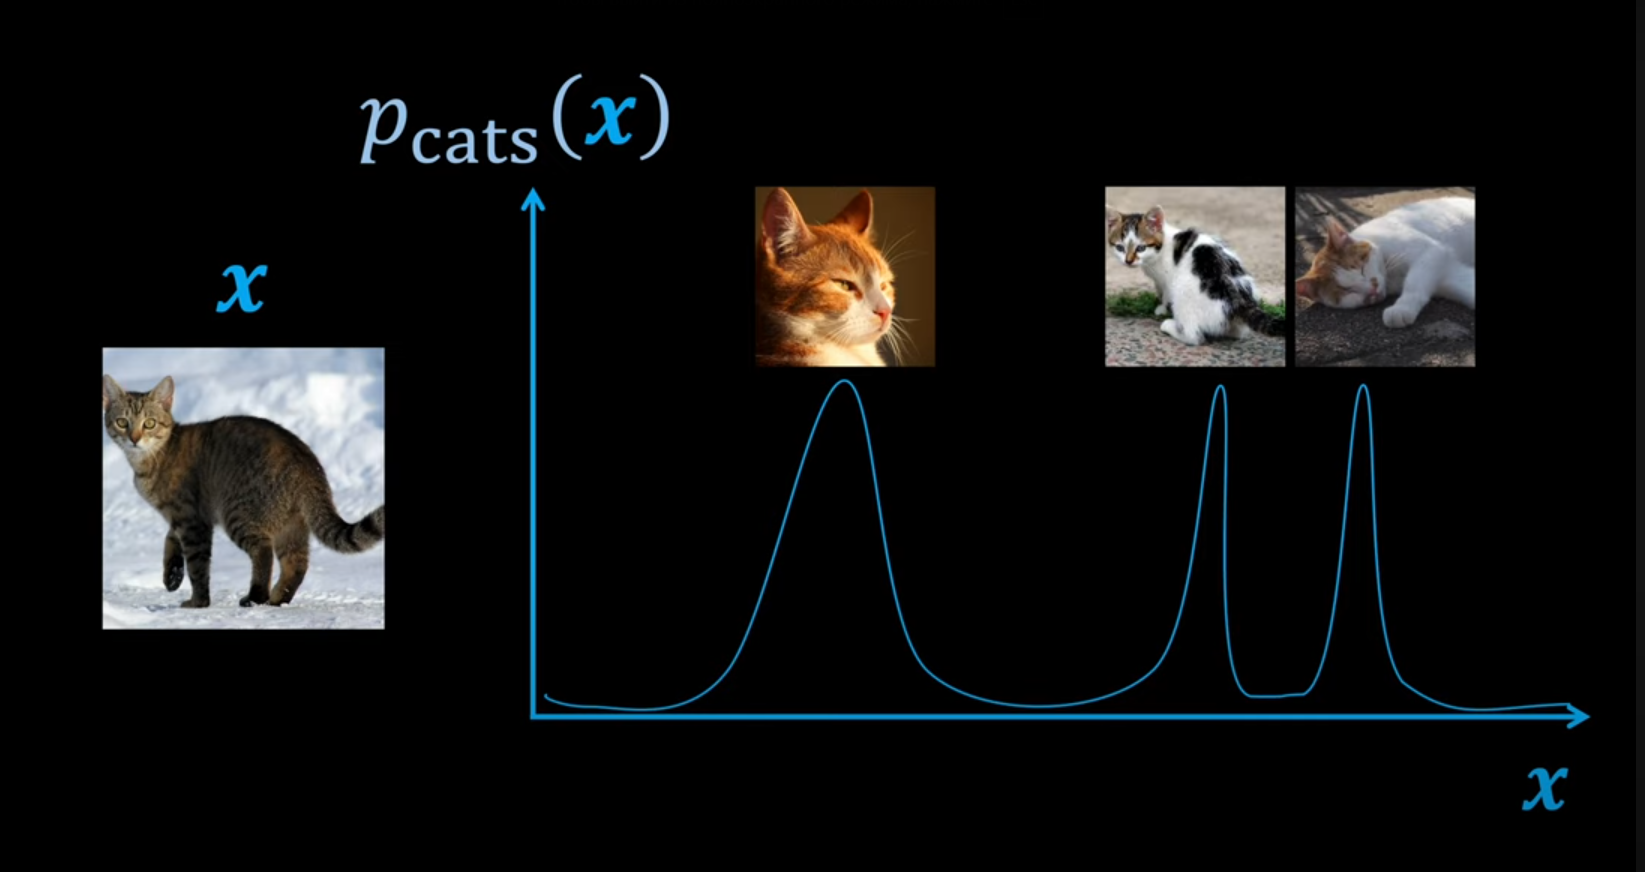 p_cats(x)
x
x